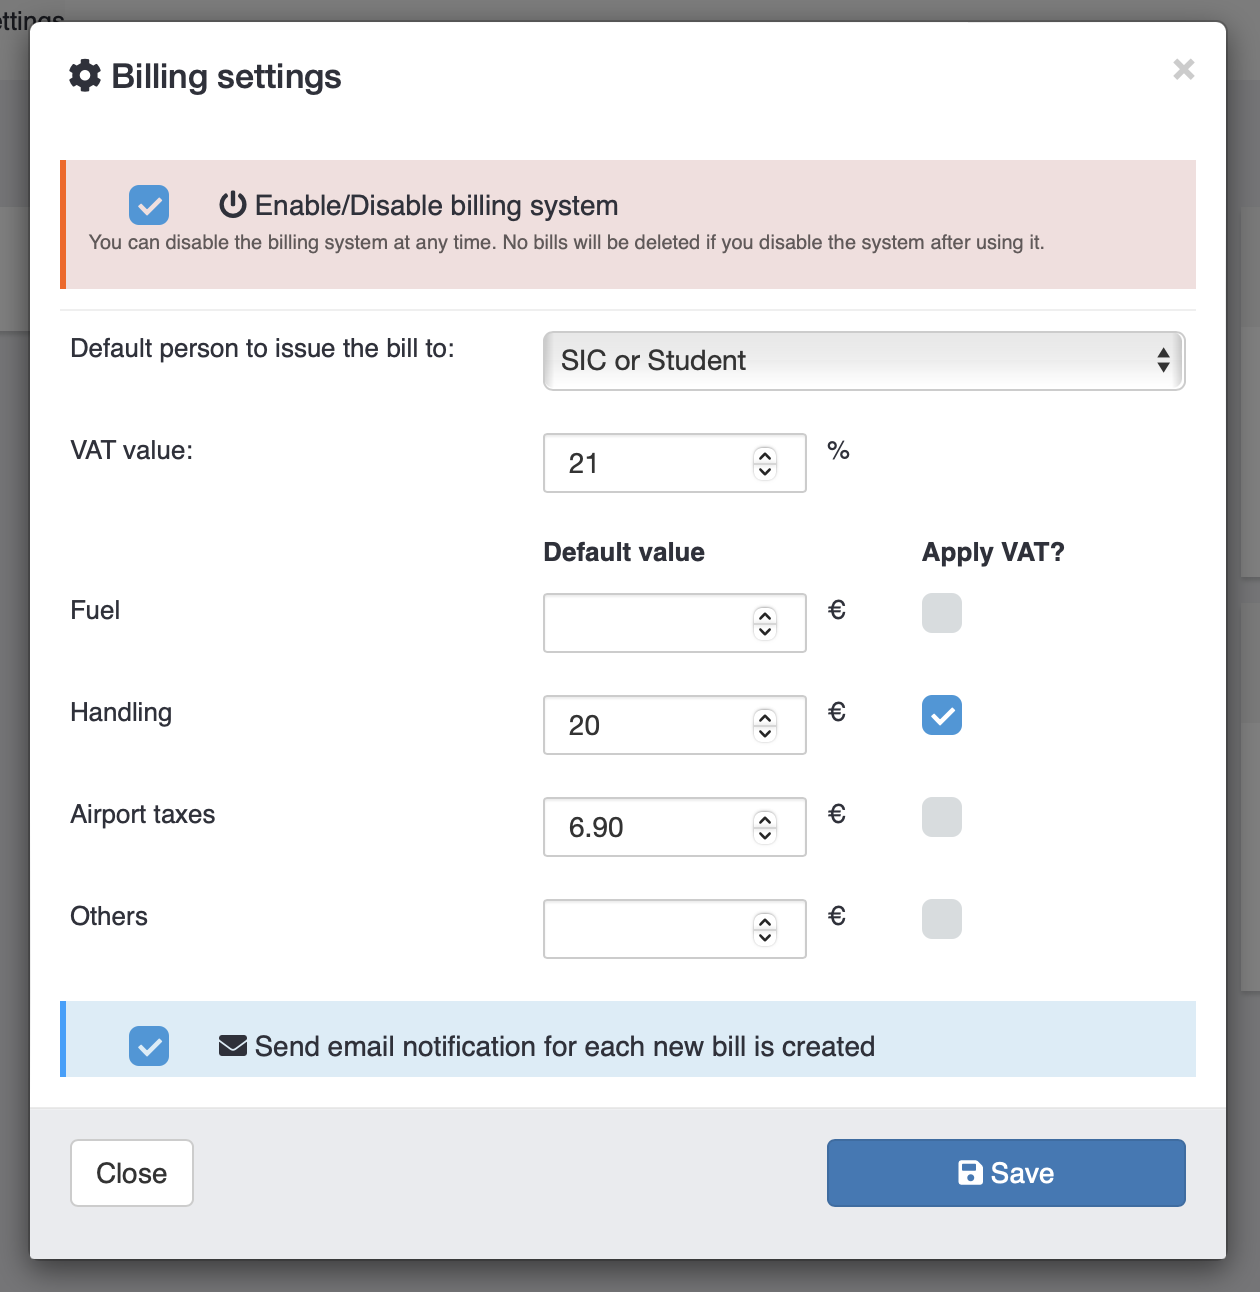 ettings
Billing settings
×
Enable/Disable billing system
You can disable the billing system at any time. No bills will be deleted if you disable the system after using it.
Default person to issue the bill to:
SIC or Student
VAT value:
21
%
Default value
Apply VAT?
Fuel
€
Handling
20
€
Airport taxes
6.90
€
Others
€
Send email notification for each new bill is created
Close
Save